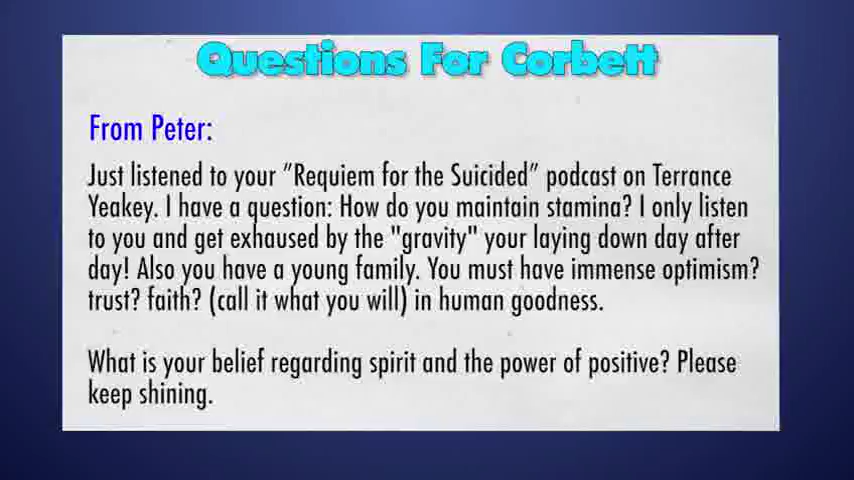 Questions For Corbett
From Peter:
Just listened to your "Requiem for the Suicided" podcast on Terrance
Yeakey. I have a question: How do you maintain stamina? I only listen
to you and get exhaused by the "gravity" your laying down day after
day! Also you have a young family. You must have immense optimism?
trust? faith? (call it what you will) in human goodness.
What is your belief regarding spirit and the power of positive? Please
keep shining.